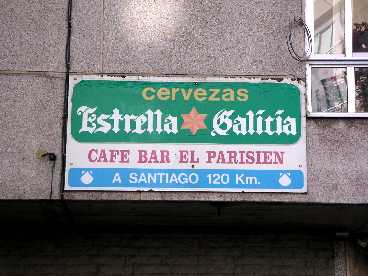 cervezas
Estrella Galicia
CAFE BAR EL PARISIEN
A SANTIAGO 120 Km.